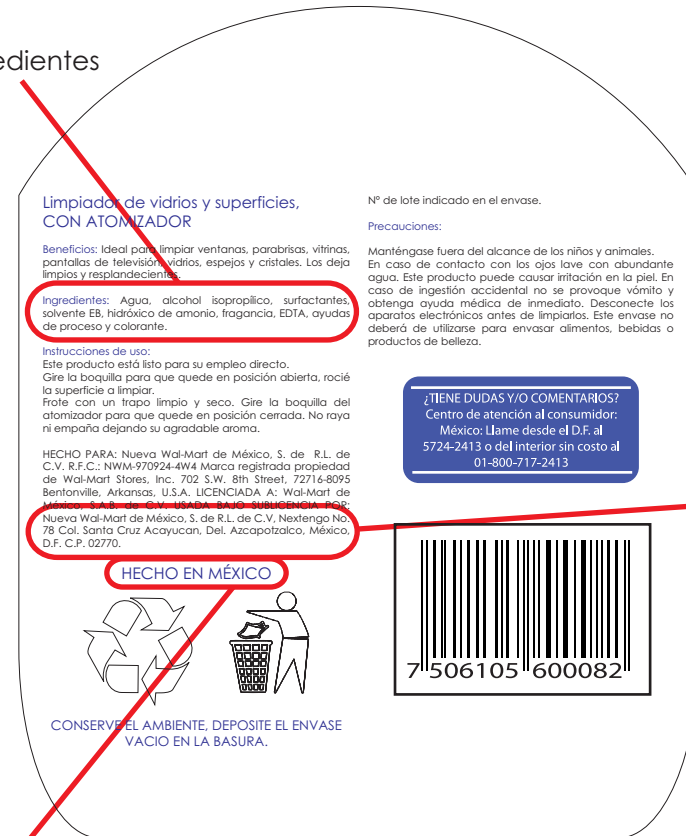 edientes
Limpiador de vidrios y superficies,
CON ATOMIZADOR
Beneficios: Ideal para limpiar ventanas, parabrisas, vitrinas,
pantallas de televisión, vidrios, espejos y cristales. Los deja
limpios y resplandecientes.
Ingredientes: Agua, alcohol isopropílico, surfactantes,
solvente EB, hidróxico de amonio, fragancia, EDTA, ayudas
de proceso y colorante.
Instrucciones de uso:
Este producto está listo para su empleo directo.
Gire la boquilla para que quede en posición abierta, rocié
la superficie a limpiar.
Frote con un trapo limpio y seco. Gire la boquilla del
atomizador para que quede en posición cerrada. No raya
ni empaña dejando su agradable aroma.
HECHO PARA: Nueva Wal-Mart de México, S. de R.L. de
C.V. R.F.C.: NWM-970924-4W4 Marca registrada propiedad
de Wal-Mart Stores, Inc. 702 S.W. 8th Street, 72716-8095
Bentonville, Arkansas, U.S.A. LICENCIADA A: Wal-Mart de
México, S.A.B. de C.V. USADA BAJO SUBLICENCIA POR:
Nueva Wal-Mart de México, S. de R.L. de C.V, Nextengo No.
78 Col. Santa Cruz Acayucan, Del. Azcapotzalco, México,
D.F. C.P. 02770.
HECHO EN MÉXICO
CONSERVE EL AMBIENTE, DEPOSITE EL ENVASE
VACIO EN LA BASURA.
Nº de lote indicado en el envase.
Precauciones:
Manténgase fuera del alcance de los niños y animales.
En caso de contacto con los ojos lave con abundante
agua. Este producto puede causar irritación en la piel. En
caso de ingestión accidental no se provoque vómito y
obtenga ayuda médica de inmediato. Desconecte los
aparatos electrónicos antes de limpiarlos. Este envase no
deberá de utilizarse para envasar alimentos, bebidas o
productos de belleza.
¿TIENE DUDAS Y/O COMENTARIOS?
Centro de atención al consumidor:
México: Llame desde el D.F. al
5724-2413 o del interior sin costo al
01-800-717-2413
7 506105 600082